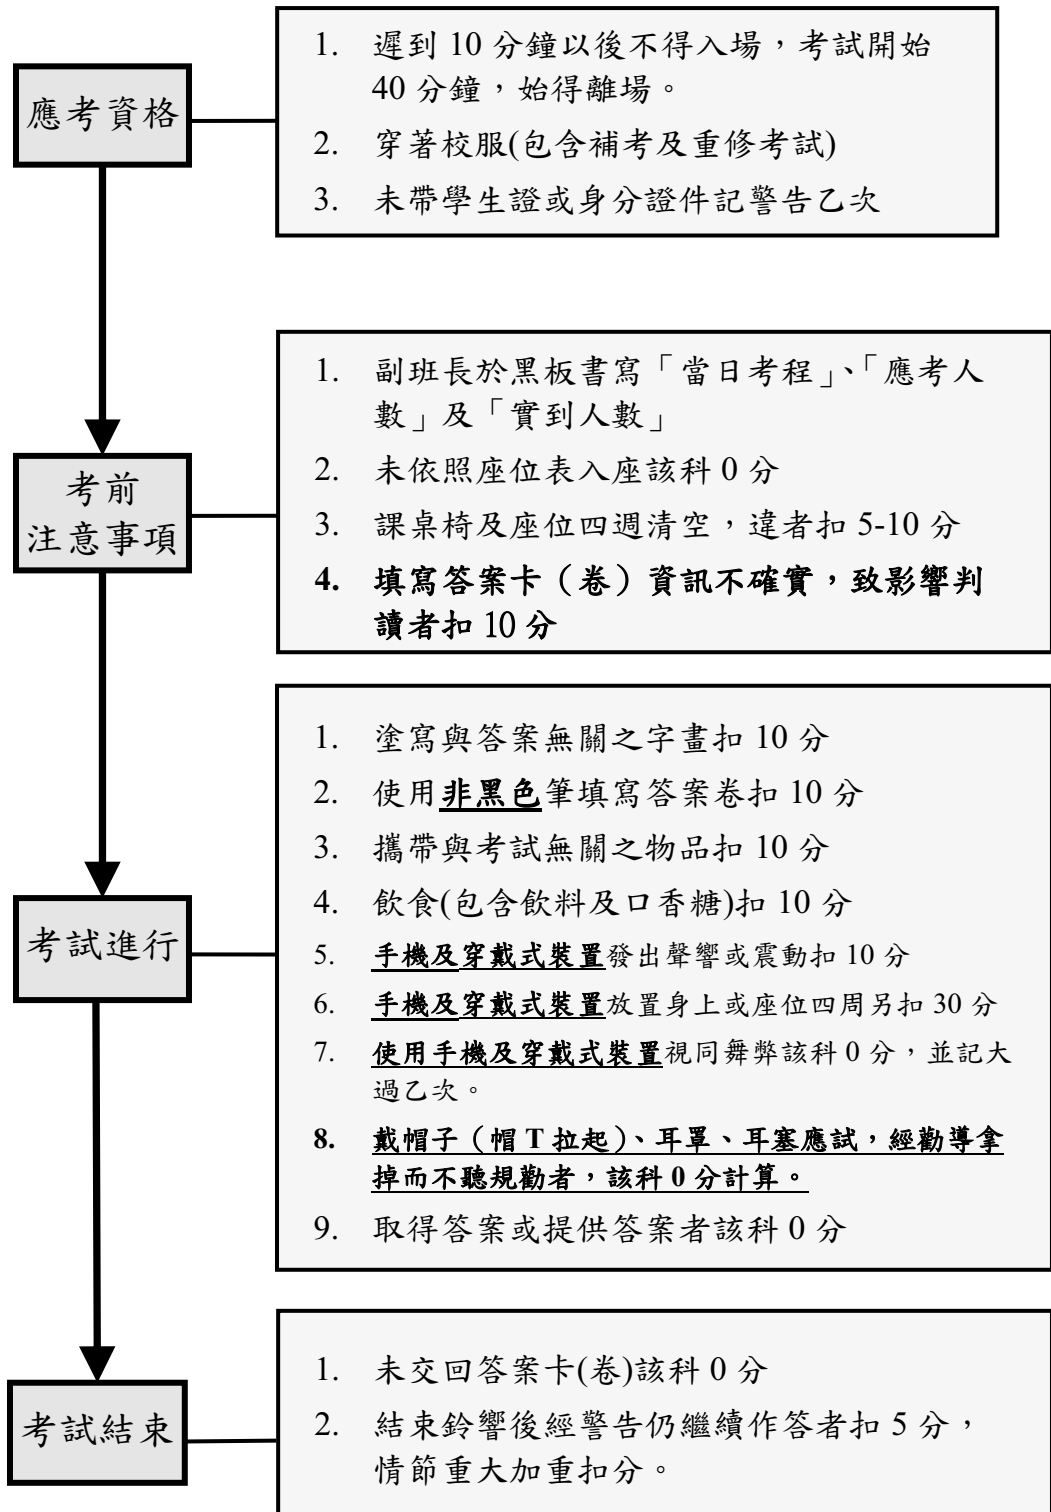 應考資格
1. 遲到 10 分鐘以後不得入場，考試開始
40 分鐘，始得離場。
2. 穿著校服(包含補考及重修考試)
3. 未帶學生證或身分證件記警告乙次
考前
注意事項
1. 副班長於黑板書寫「當日考程」、「應考人
數」及「實到人數」
2. 未依照座位表入座該科 0 分
3. 課桌椅及座位四週清空，違者扣 5-10 分
4. 填寫答案卡（卷）資訊不確實，致影響判
讀者扣 10 分
考試進行
1. 塗寫與答案無關之字畫扣 10 分
2. 使用非黑色筆填寫答案卷扣 10 分
3. 攜帶與考試無關之物品扣 10 分
4. 飲食(包含飲料及口香糖)扣 10 分
5. 手機及穿戴式裝置發出聲響或震動扣 10 分
6. 手機及穿戴式裝置放置身上或座位四周另扣 30 分
7. 使用手機及穿戴式裝置視同舞弊該科 0 分，並記大
過乙次。
8. 戴帽子（帽 T 拉起）、耳罩、耳塞應試，經勸導拿
掉而不聽規勸者，該科 0 分計算。
9. 取得答案或提供答案者該科 0 分
考試結束
1. 未交回答案卡(卷)該科 0 分
2. 結束鈴響後經警告仍繼續作答者扣 5 分，
情節重大加重扣分。